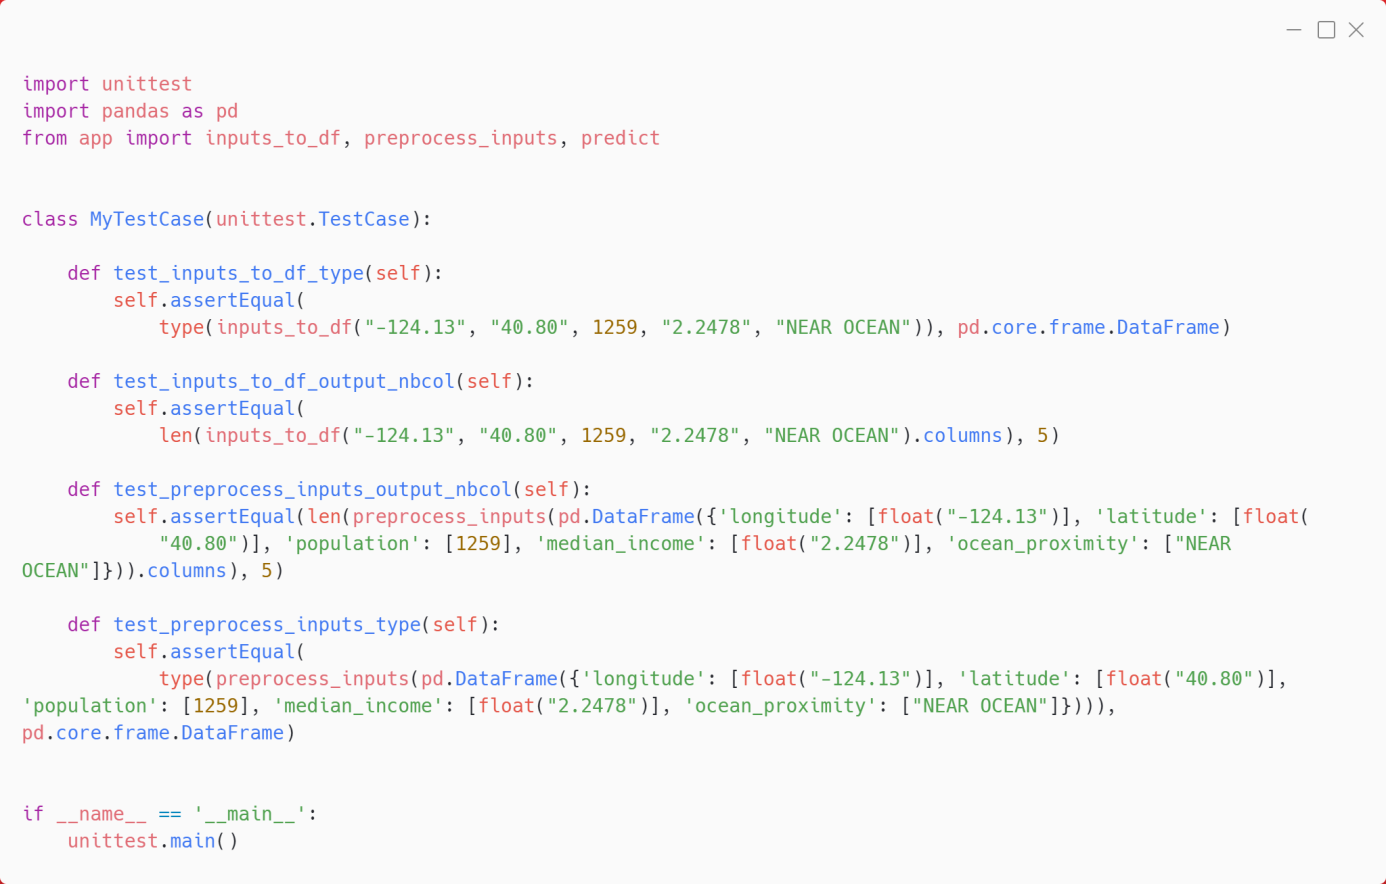 import unittest
import pandas as pd
from app import inputs_to_df, preprocess_inputs, predict
class MyTestCase(unittest.TestCase):
    def test_inputs_to_df_type(self):
        self.assertEqual(
            type(inputs_to_df("-124.13", "40.80", 1259, "2.2478", "NEAR OCEAN")), pd.core.frame.DataFrame)
    def test_inputs_to_df_output_nbcol(self):
        self.assertEqual(
            len(inputs_to_df("-124.13", "40.80", 1259, "2.2478", "NEAR OCEAN").columns), 5)
    def test_preprocess_inputs_output_nbcol(self):
        self.assertEqual(len(preprocess_inputs(pd.DataFrame({'longitude': [float("-124.13")], 'latitude': [float(
            "40.80")], 'population': [1259], 'median_income': [float("2.2478")], 'ocean_proximity': ["NEAR
OCEAN"]})).columns), 5)
    def test_preprocess_inputs_type(self):
        self.assertEqual(
            type(preprocess_inputs(pd.DataFrame({'longitude': [float("-124.13")], 'latitude': [float("40.80")],
'population': [1259], 'median_income': [float("2.2478")], 'ocean_proximity': ["NEAR OCEAN"]}))),
pd.core.frame.DataFrame)
if __name__ == '__main__':
    unittest.main()